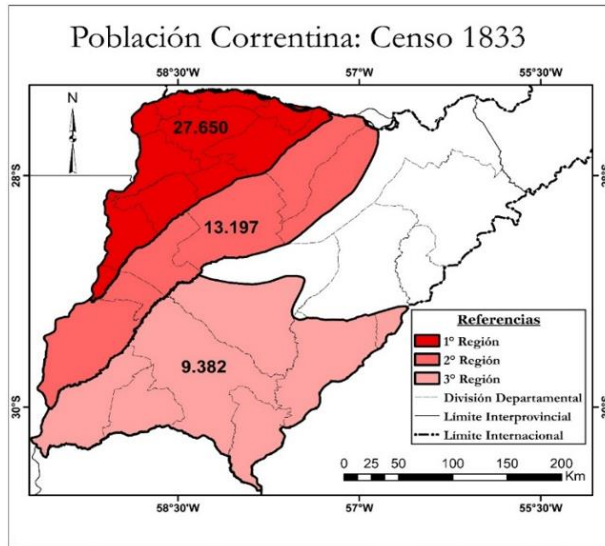 Población Correntina: Censo 1833
58°30'W
57°W
55°30'W
N
27.650
28°S
28°S
13.197
Referencias
1° Región
2° Región
3° Región
División Departamental
Límite Interprovincial
Límite Internacional
9.382
30°S
30°S
0 25 50 100 150 200
Km
58°30'W
57°W
55°30'W